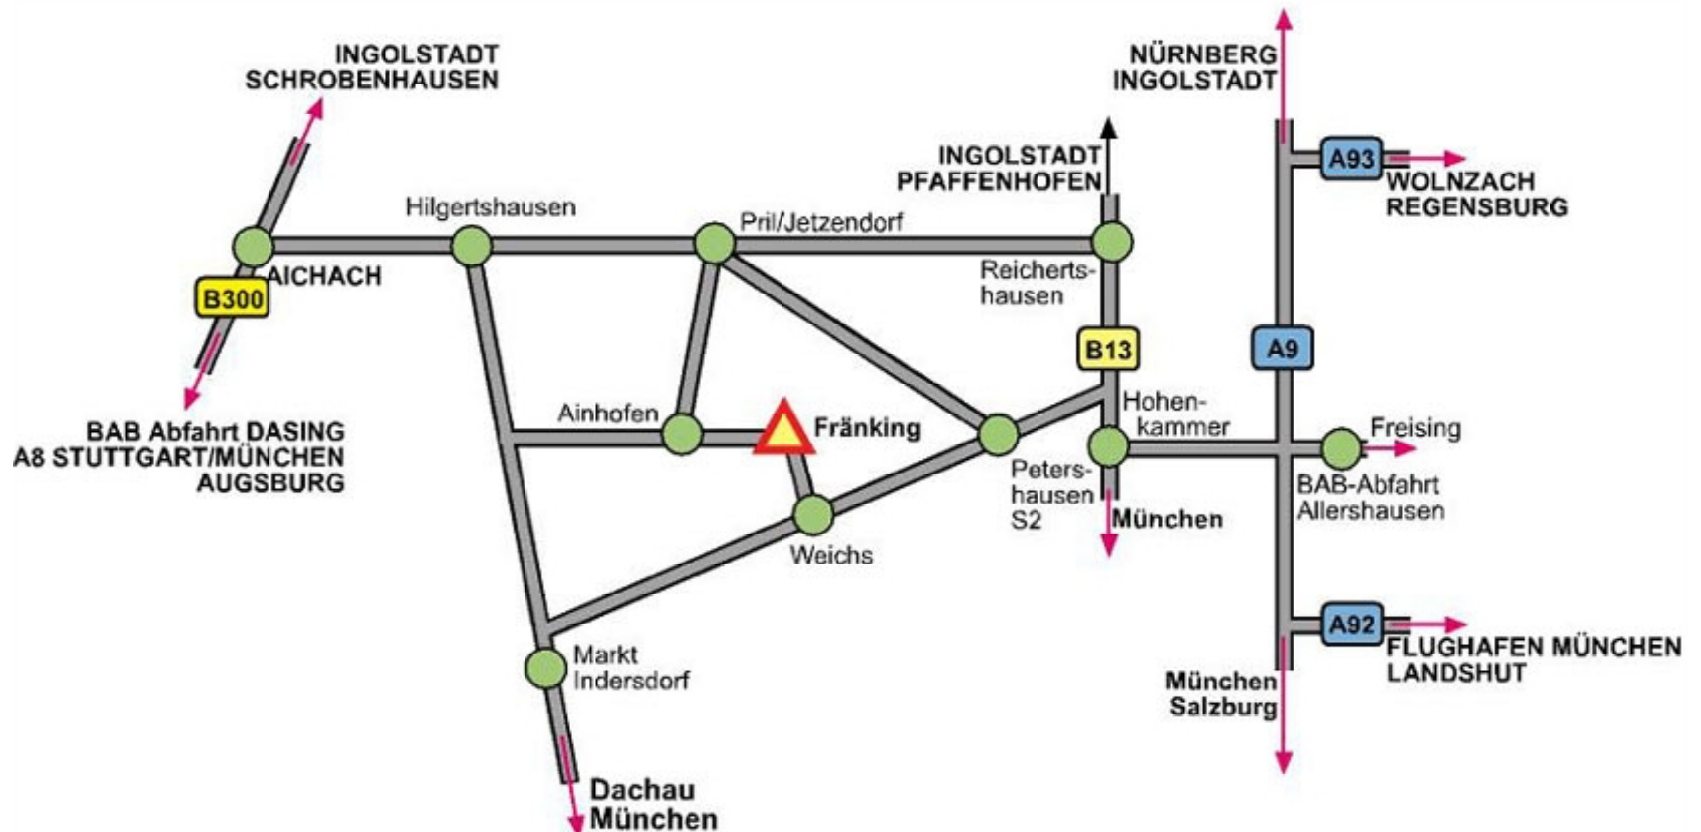 INGOLSTADT
SCHROBENHAUSEN
NÜRNBERG
INGOLSTADT
A93
WOLNZACH
REGENSBURG
INGOLSTADT
PFAFFENHOFEN
Hilgertshausen
Pril/Jetzendorf
AICHACH
B300
Reicherts-
hausen
B13
A9
BAB Abfahrt DASING
A8 STUTTGART/MÜNCHEN
AUGSBURG
Ainhofen
Fränking
Hohen-
kammer
Freising
Peters-
hausen
S2
BAB-Abfahrt
Allershausen
München
Weichs
A92
FLUGHAFEN MÜNCHEN
LANDSHUT
Markt
Indersdorf
München
Salzburg
Dachau
München